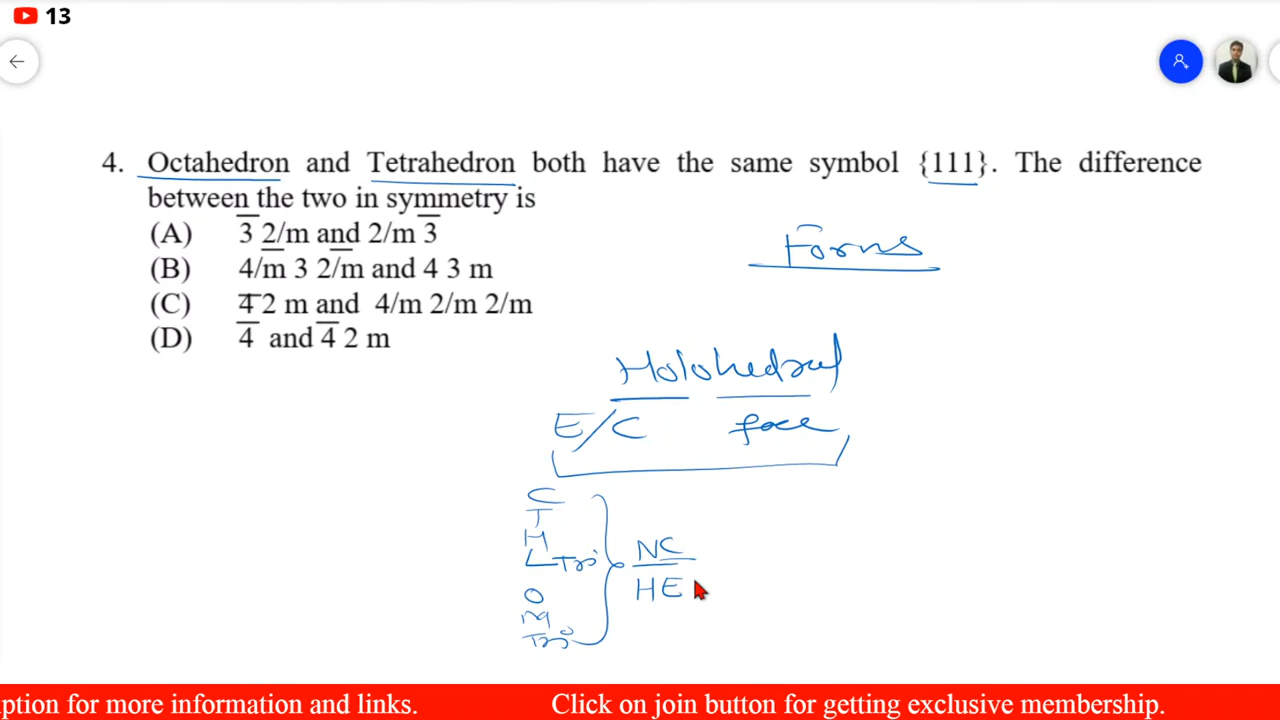 13
4. Octahedron and Tetrahedron both have the same symbol {111}. The difference
between the two in symmetry is
(A) 3̅ 2/m and 2/m 3̅
(B) 4/m 3̅ 2/m and 4̅ 3 m
(C) 4̅ 2 m and 4/m 2/m 2/m
(D) 4̅ and 4̅ 2 m
Forms
Holohedral
E/C face
C
T
H
Tri
O
M
Tri
NC
HE
ption for more information and links. Click on join button for getting exclusive membership.